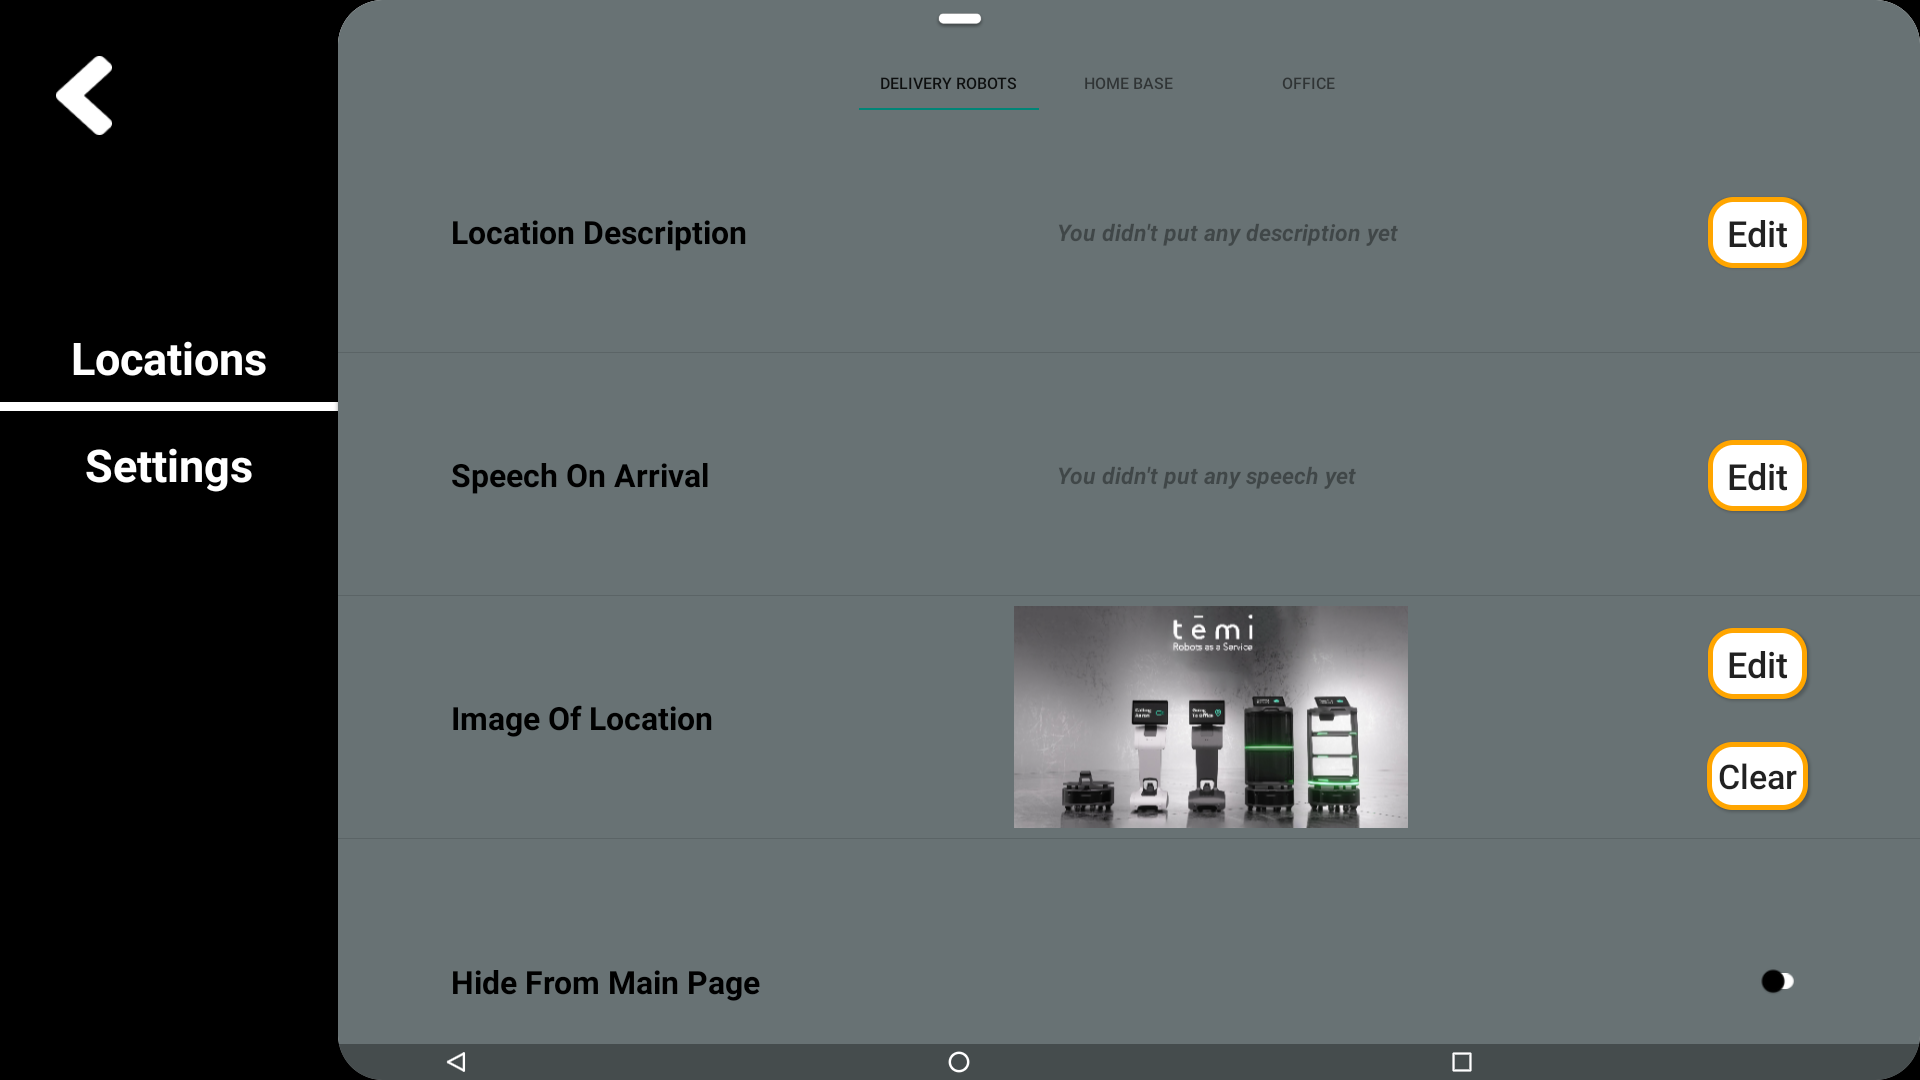 DELIVERY ROBOTS
HOME BASE
OFFICE
Location Description
You didn't put any description yet
Edit
Locations
Settings
Speech On Arrival
You didn't put any speech yet
Edit
Image Of Location
tēmi
Robots as a Service
Edit
Clear
Hide From Main Page